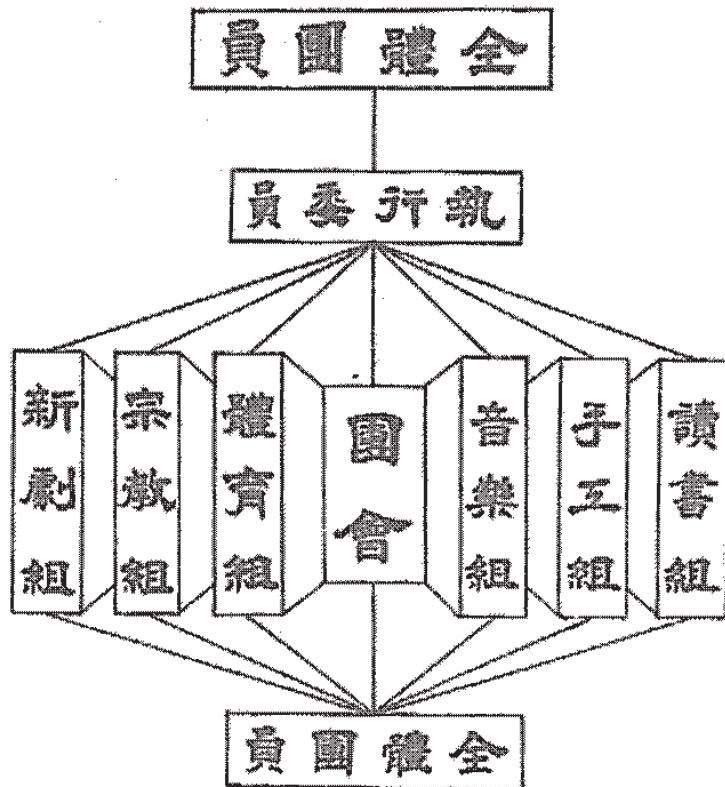 全體團員
執行委員
讀書組
手工組
音樂組
團會
體育組
宗教組
新劇組
全體團員